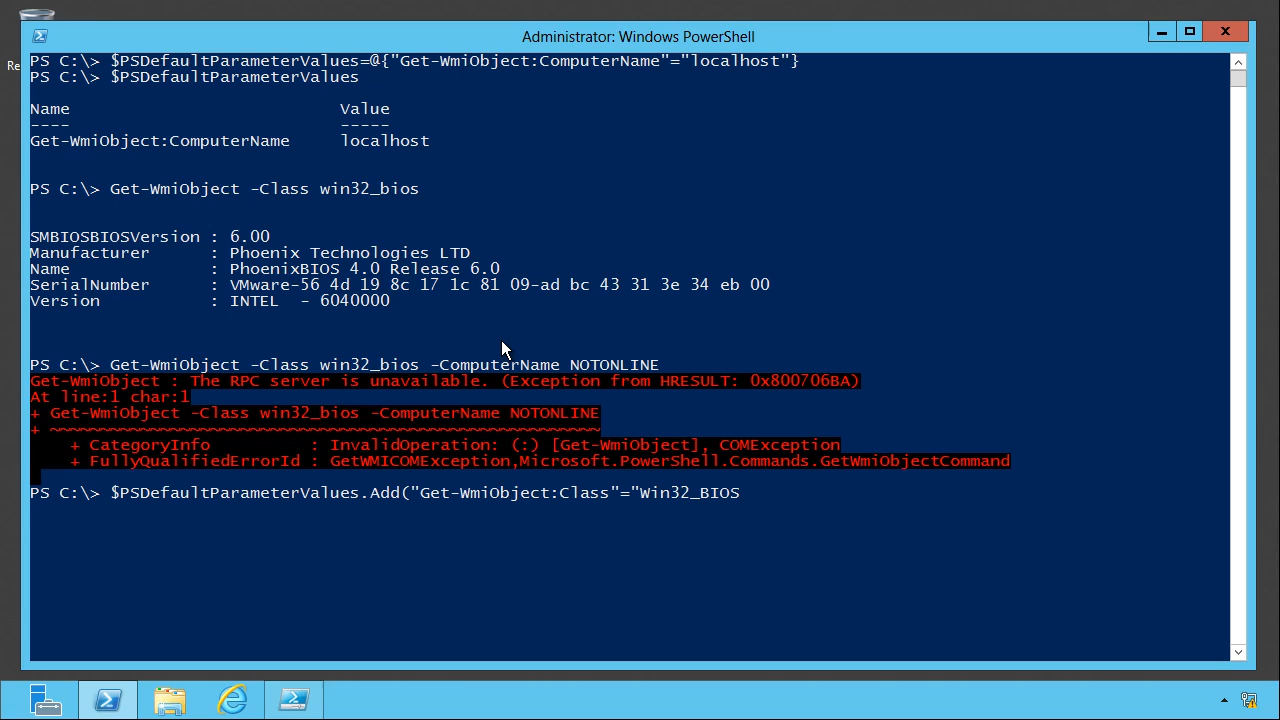 Administrator: Windows PowerShell
Re
PS C:\> $PSDefaultParameterValues=@{"Get-WmiObject:ComputerName"="localhost"}
PS C:\> $PSDefaultParameterValues
Name                           Value
----                           -----
Get-WmiObject:ComputerName     localhost
PS C:\> Get-WmiObject -Class win32_bios
SMBIOSBIOSVersion : 6.00
Manufacturer      : Phoenix Technologies LTD
Name              : PhoenixBIOS 4.0 Release 6.0
SerialNumber      : VMware-56 4d 19 8c 17 1c 81 09-ad bc 43 31 3e 34 eb 00
Version           : INTEL  - 6040000
PS C:\> Get-WmiObject -Class win32_bios -ComputerName NOTONLINE
Get-WmiObject : The RPC server is unavailable. (Exception from HRESULT: 0x800706BA)
At line:1 char:1
+ Get-WmiObject -Class win32_bios -ComputerName NOTONLINE
+ ~~~~~~~~~~~~~~~~~~~~~~~~~~~~~~~~~~~~~~~~~~~~~~~~~~~~~~~
    + CategoryInfo          : InvalidOperation: (:) [Get-WmiObject], COMException
    + FullyQualifiedErrorId : GetWMICOMException,Microsoft.PowerShell.Commands.GetWmiObjectCommand
PS C:\> $PSDefaultParameterValues.Add("Get-WmiObject:Class"="Win32_BIOS